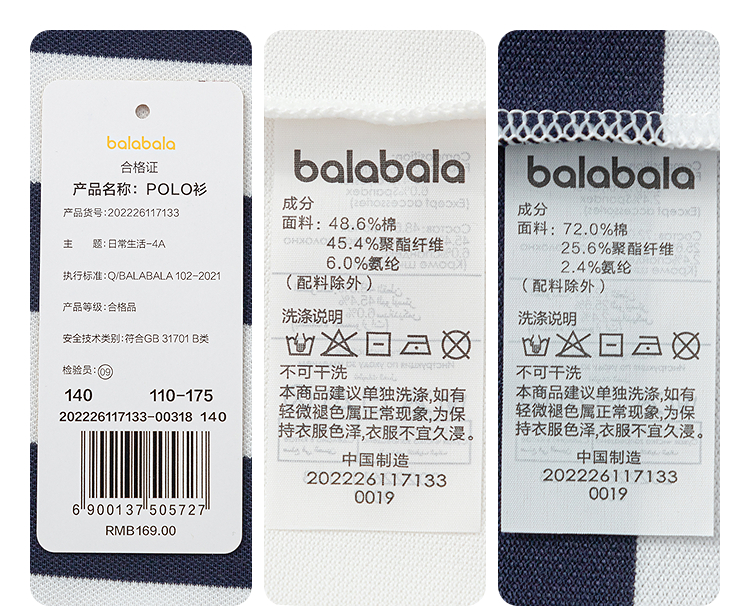 balabala
合格证
产品名称：POLO衫
产品货号:202226117133
主 题:日常生活-4A
执行标准:Q/BALABALA 102-2021
产品等级:合格品
安全技术类别:符合GB 31701 B类
检验员:09
140 110-175
202226117133-00318 140
6 900137 505727
RMB169.00
balabala
成分
面料：48.6%棉
45.4%聚酯纤维
6.0%氨纶
（配料除外）
洗涤说明
不可干洗
本商品建议单独洗涤,如有
轻微褪色属正常现象,为保
持衣服色泽,衣服不宜久浸。
中国制造
202226117133
0019
balabala
成分
面料：72.0%棉
25.6%聚酯纤维
2.4%氨纶
（配料除外）
洗涤说明
不可干洗
本商品建议单独洗涤,如有
轻微褪色属正常现象,为保
持衣服色泽,衣服不宜久浸。
中国制造
202226117133
0019